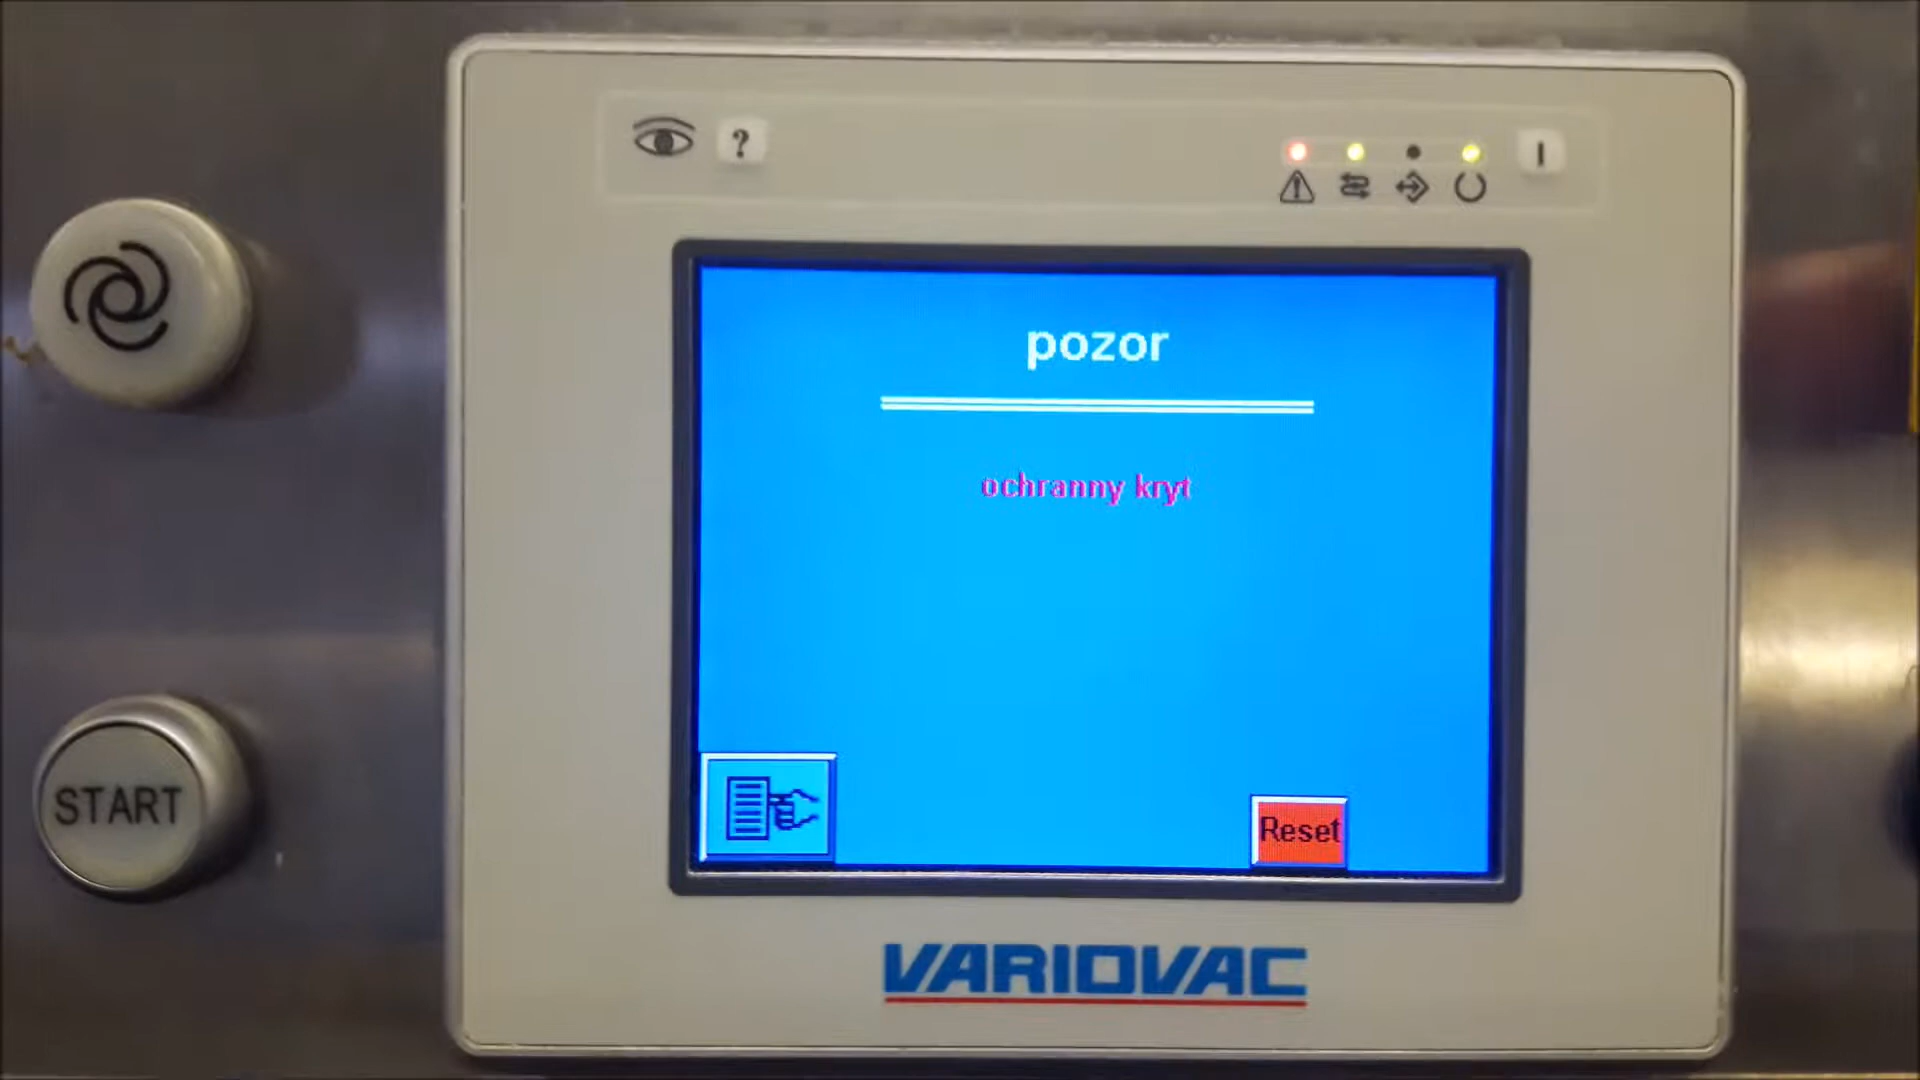 ?
I
pozor
ochranny kryt
START
Reset
VARIOVAC